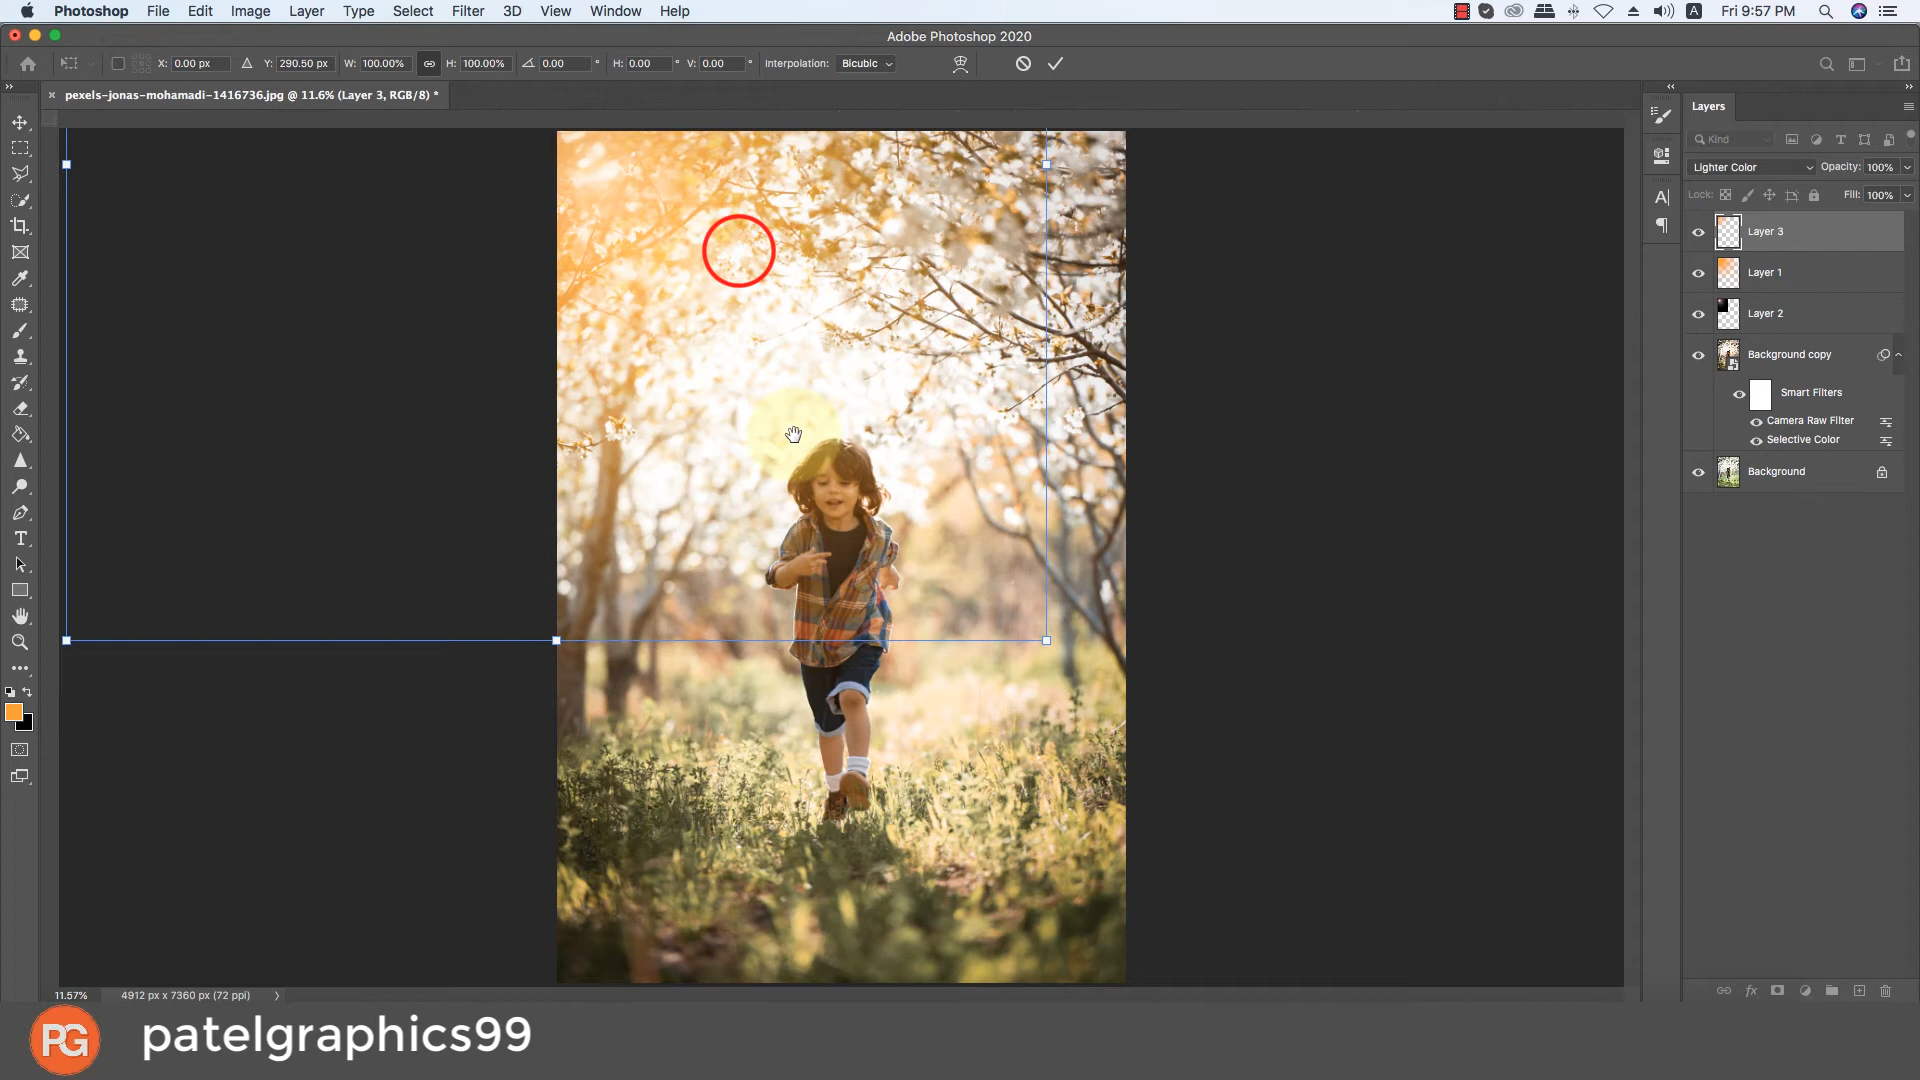 Photoshop File Edit Image Layer Type Select Filter 3D View Window Help A Fri 9:57 PM
Adobe Photoshop 2020
X: 0.00 px Y: 290.50 px W: 100.00% H: 100.00% 0.00 ° H: 0.00 ° V: 0.00 ° Interpolation: Bicubic
pexels-jonas-mohamadi-1416736.jpg @ 11.6% (Layer 3, RGB/8) *
Layers
Kind
Lighter Color Opacity: 100%
Lock: Fill: 100%
Layer 3
Layer 1
Layer 2
Background copy
Smart Filters
Camera Raw Filter
Selective Color
Background
11.57% 4912 px x 7360 px (72 ppi)
PG patelgraphics99